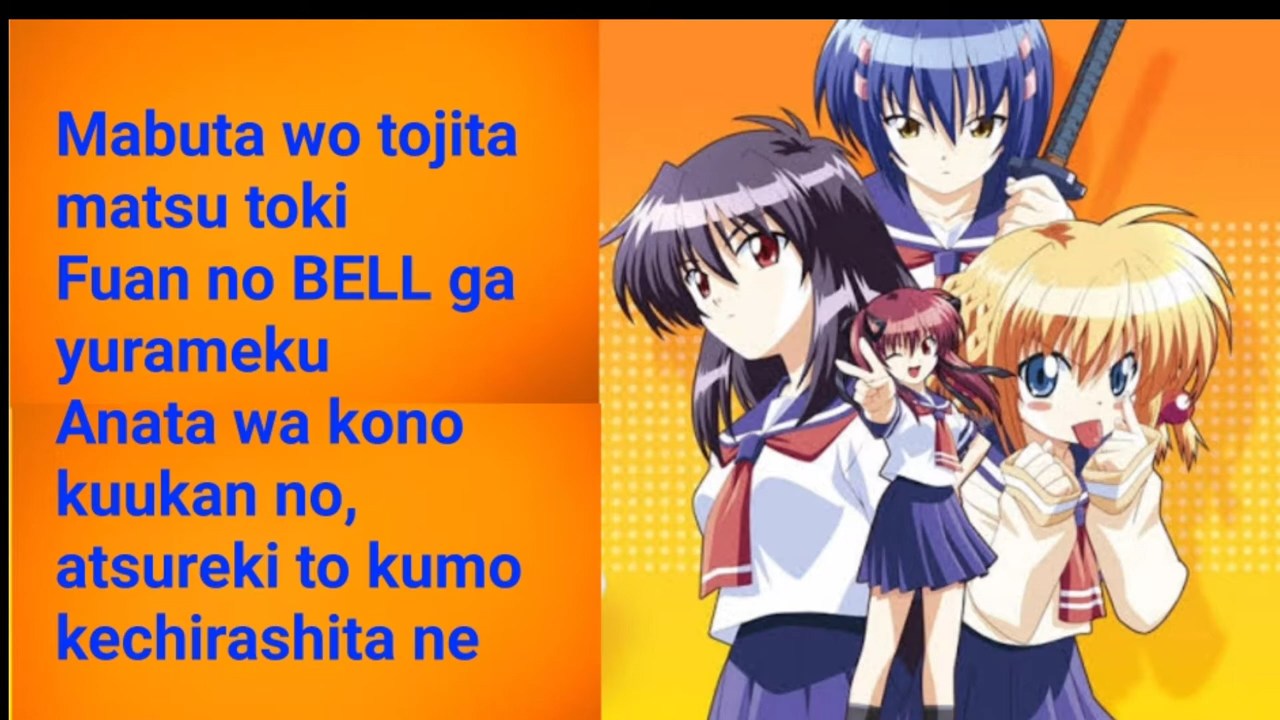 Mabuta wo tojita
matsu toki
Fuan no BELL ga
yurameku
Anata wa kono
kuukan no,
atsureki to kumo
kechirashita ne